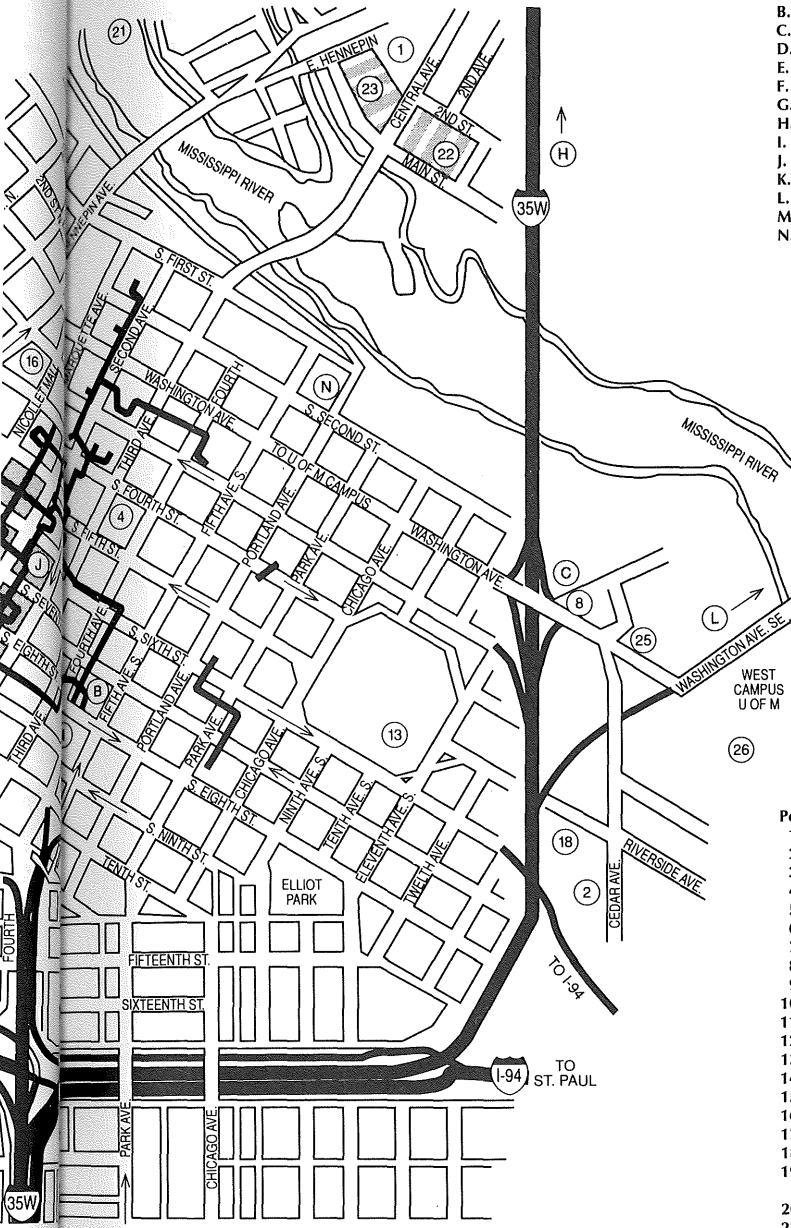 21
E. HENNEPIN
1
23
CENTRAL AVE.
2ND AVE.
2ND ST.
22
MAIN ST.
H
35W
MISSISSIPPI RIVER
N.
2ND ST.
S. FIRST ST.
SECOND AVE.
16
NICOLLET MALL
WASHINGTON AVE.
FOURTH
N
S. SECOND ST.
THIRD AVE.
TO U OF M CAMPUS
MISSISSIPPI RIVER
S. FOURTH ST.
4
FIFTH AVE S
PORTLAND AVE.
PARK AVE.
CHICAGO AVE.
WASHINGTON AVE.
S. FIFTH ST.
J
C
8
L
25
WASHINGTON AVE. SE
WEST
CAMPUS
U OF M
26
S. SEVE
S. EIGHTH
FOURTH AVE.
S. SIXTH ST.
B
FIFTH AVE. S.
PORTLAND AVE.
PARK AVE.
CHICAGO AVE.
13
THIRD AVE.
NINTH AVE. S.
TENTH AVE. S.
ELEVENTH AVE. S.
TWELTH AVE.
S. EIGHTH ST.
S. NINTH ST.
TENTH ST.
18
RIVERSIDE AVE.
2
CEDAR AVE.
ELLIOT
PARK
FOURTH
FIFTEENTH ST.
SIXTEENTH ST.
TO I-94
I-94
TO
ST. PAUL
PARK AVE.
CHICAGO AVE.
35W
B.
C.
D.
E.
F.
G.
H.
I.
J.
K.
L.
M
N.
10
11
12
13
14
15
16
17
18
19
20